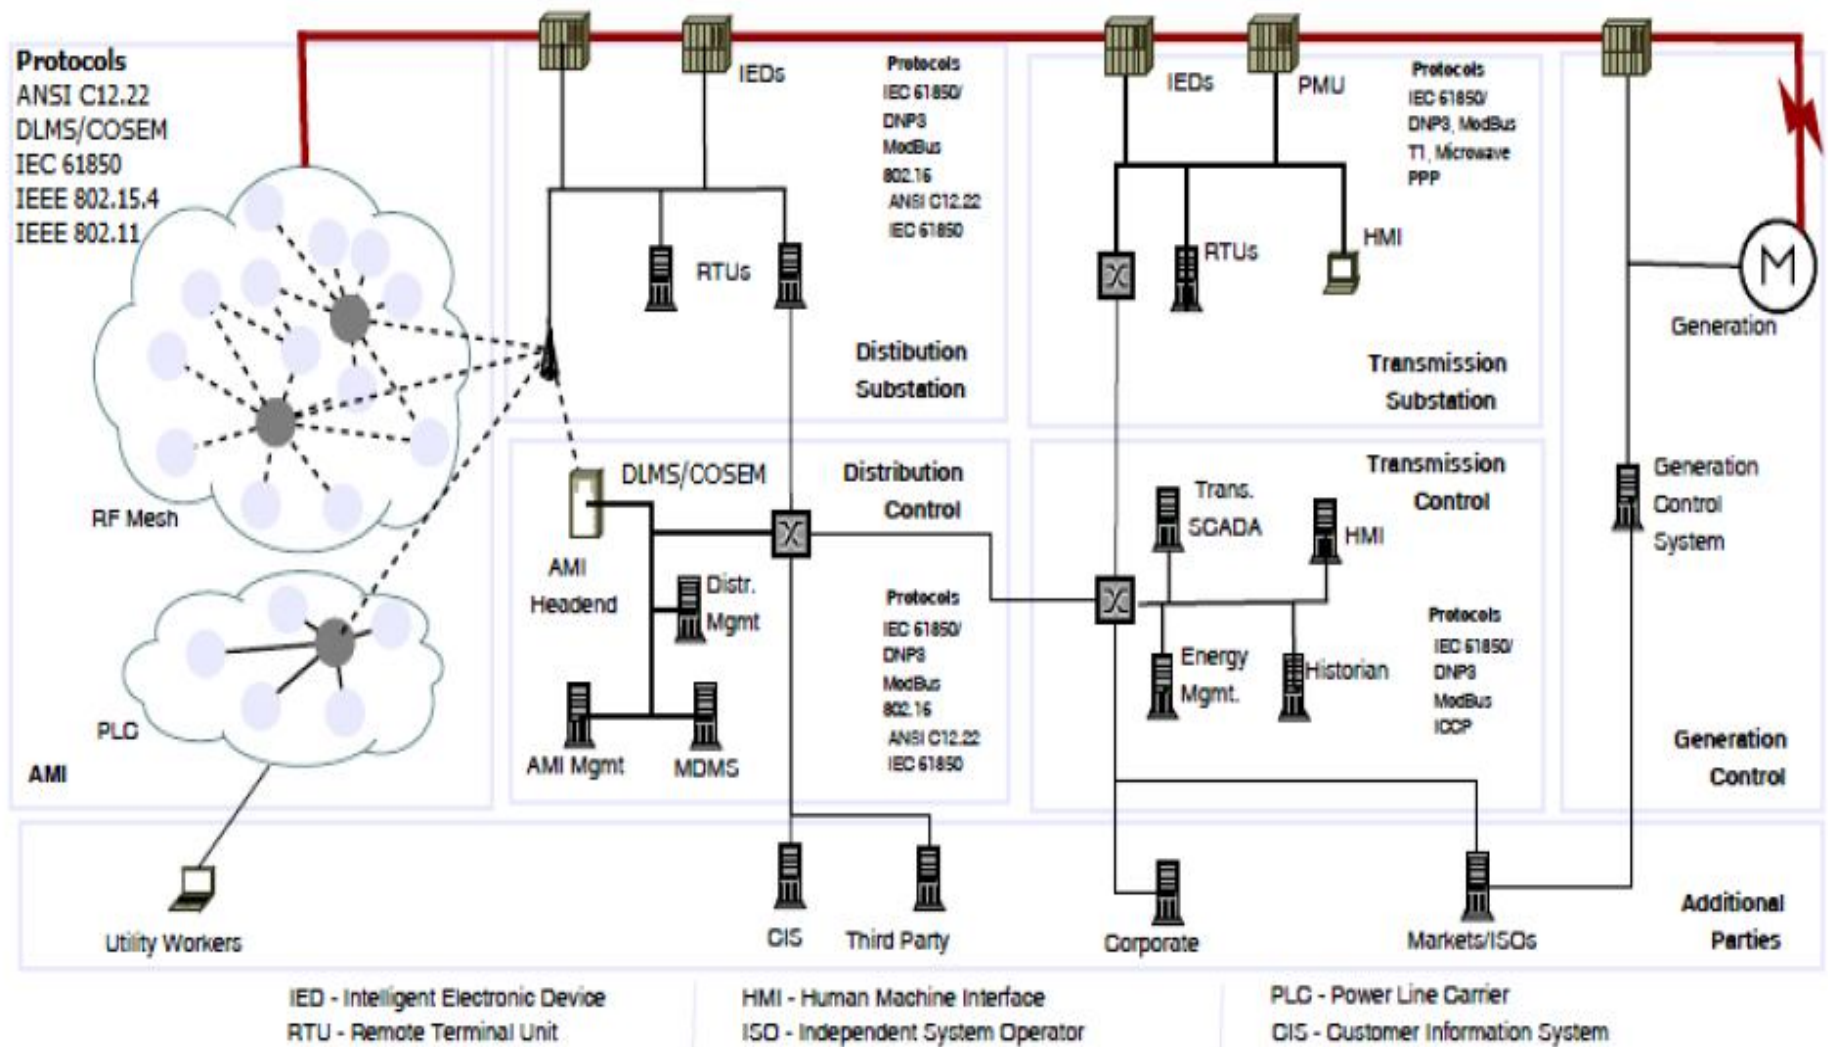 Protocols
ANSI C12.22
DLMS/COSEM
IEC 61850
IEEE 802.15.4
IEEE 802.11
RF Mesh
PLC
AMI
IEDs
Protocols
IEC 61850/
DNP3
ModBus
802.16
ANSI C12.22
IEC 61850
RTUs
Distibution
Substation
IEDs
PMU
Protocols
IEC 61850/
DNP3, ModBus
T1, Microwave
PPP
RTUs
HMI
Transmission
Substation
Generation
DLMS/COSEM
Distribution
Control
AMI
Headend
Distr.
Mgmt
AMI Mgmt
MDMS
Protocols
IEC 61850/
DNP3
ModBus
802.16
ANSI C12.22
IEC 61850
Transmission
Control
Trans.
SCADA
HMI
Energy
Mgmt.
Historian
Protocols
IEC 61850/
DNP3
ModBus
ICCP
Generation
Control
System
Generation
Control
M
Utility Workers
CIS
Third Party
Corporate
Markets/ISOs
Additional
Parties
IED - Intelligent Electronic Device
RTU - Remote Terminal Unit
HMI - Human Machine Interface
ISO - Independent System Operator
PLC - Power Line Carrier
CIS - Customer Information System